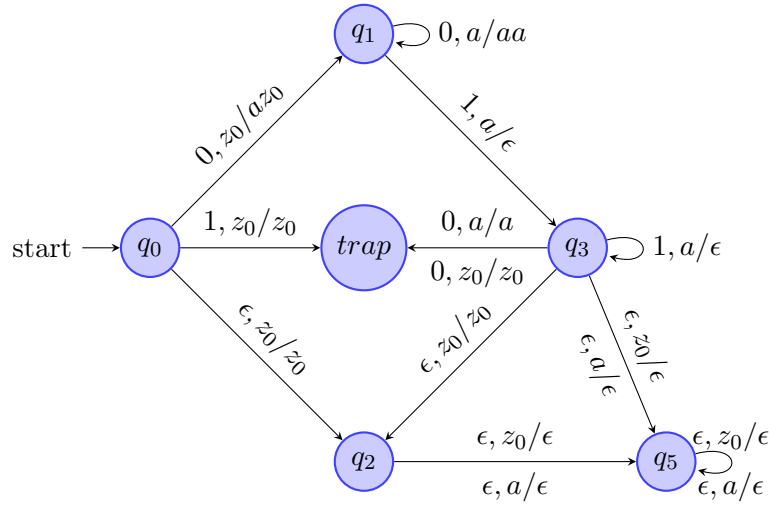 q₁
0, a/aa
0, z₀/az₀
1, a/ϵ
start
q₀
1, z₀/z₀
trap
0, a/a
0, z₀/z₀
q₃
1, a/ϵ
ϵ, z₀/z₀
ϵ, z₀/z₀
ϵ, z₀/ϵ
ϵ, a/ϵ
q₂
ϵ, z₀/ϵ
ϵ, a/ϵ
q₅
ϵ, z₀/ϵ
ϵ, a/ϵ